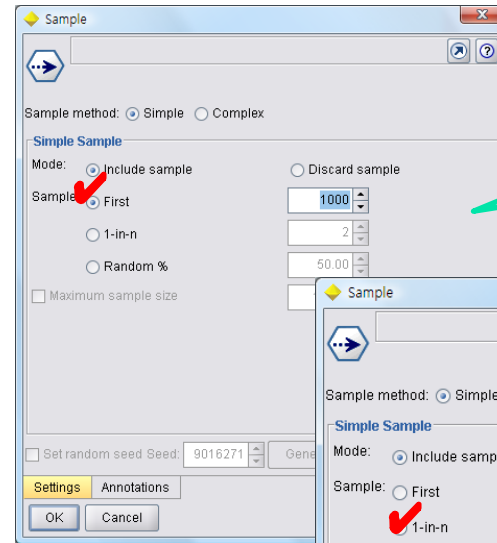 Sample
Sample method: Simple Complex
Simple Sample
Mode: Include sample Discard sample
Sample First 1000
1-in-n 2
Random % 50.00
Maximum sample size
Set random seed Seed: 9016271 Gene
Settings Annotations
OK Cancel
Sample
Sample method: Simple
Simple Sample
Mode: Include samp
Sample: First
1-in-n